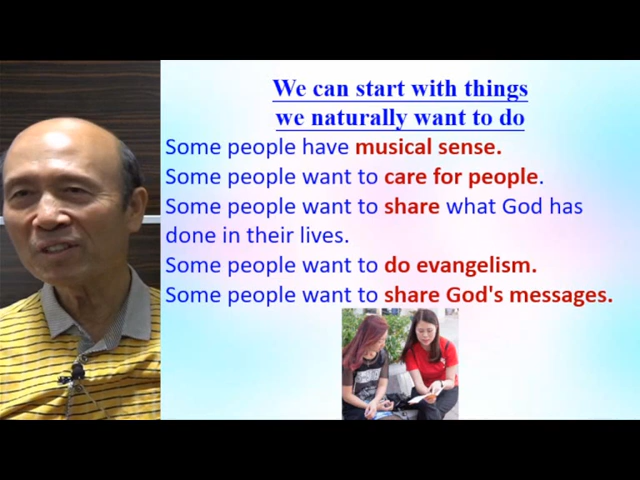 We can start with things
we naturally want to do
Some people have musical sense.
Some people want to care for people.
Some people want to share what God has
done in their lives.
Some people want to do evangelism.
Some people want to share God's messages.